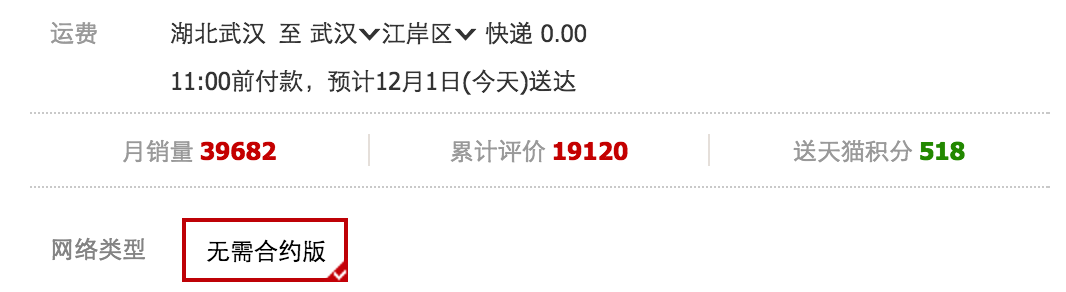 运费 湖北武汉 至 武汉 江岸区 快递 0.00
11:00前付款，预计12月1日(今天)送达
月销量 39682 累计评价 19120 送天猫积分 518
网络类型 无需合约版